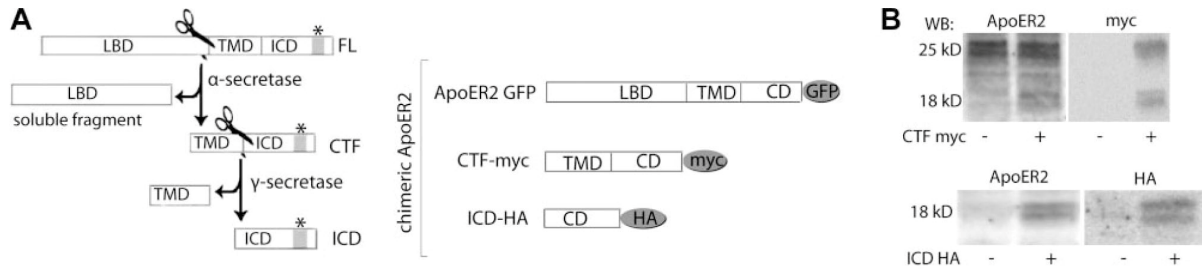 A
LBD TMD ICD * FL
α-secretase
LBD
soluble fragment
TMD ICD * CTF
γ-secretase
TMD
*
ICD ICD
chimeric ApoER2
ApoER2 GFP LBD TMD CD GFP
CTF-myc TMD CD myc
ICD-HA CD HA
B
WB: ApoER2 myc
25 kD
18 kD
CTF myc - + - +
ApoER2 HA
18 kD
ICD HA - + - +